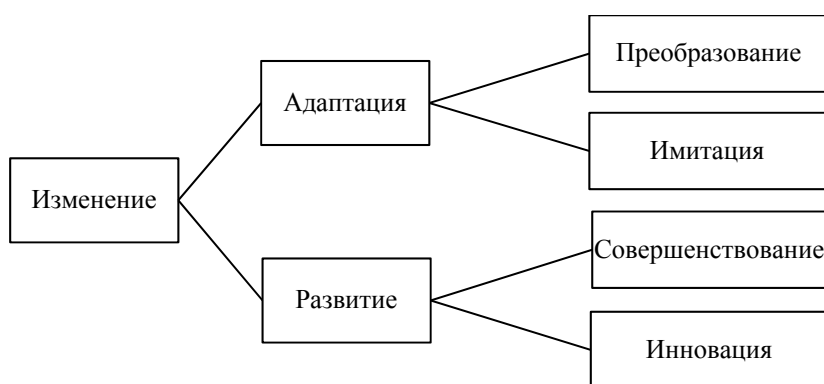 Преобразование
Адаптация
Имитация
Изменение
Совершенствование
Развитие
Инновация